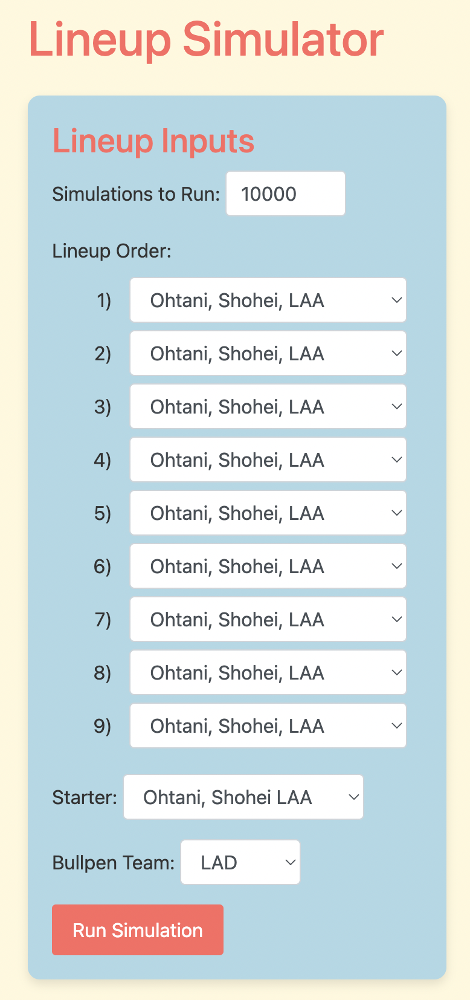 Lineup Simulator
Lineup Inputs
Simulations to Run: 10000
Lineup Order:
1) Ohtani, Shohei, LAA
2) Ohtani, Shohei, LAA
3) Ohtani, Shohei, LAA
4) Ohtani, Shohei, LAA
5) Ohtani, Shohei, LAA
6) Ohtani, Shohei, LAA
7) Ohtani, Shohei, LAA
8) Ohtani, Shohei, LAA
9) Ohtani, Shohei, LAA
Starter: Ohtani, Shohei LAA
Bullpen Team: LAD
Run Simulation